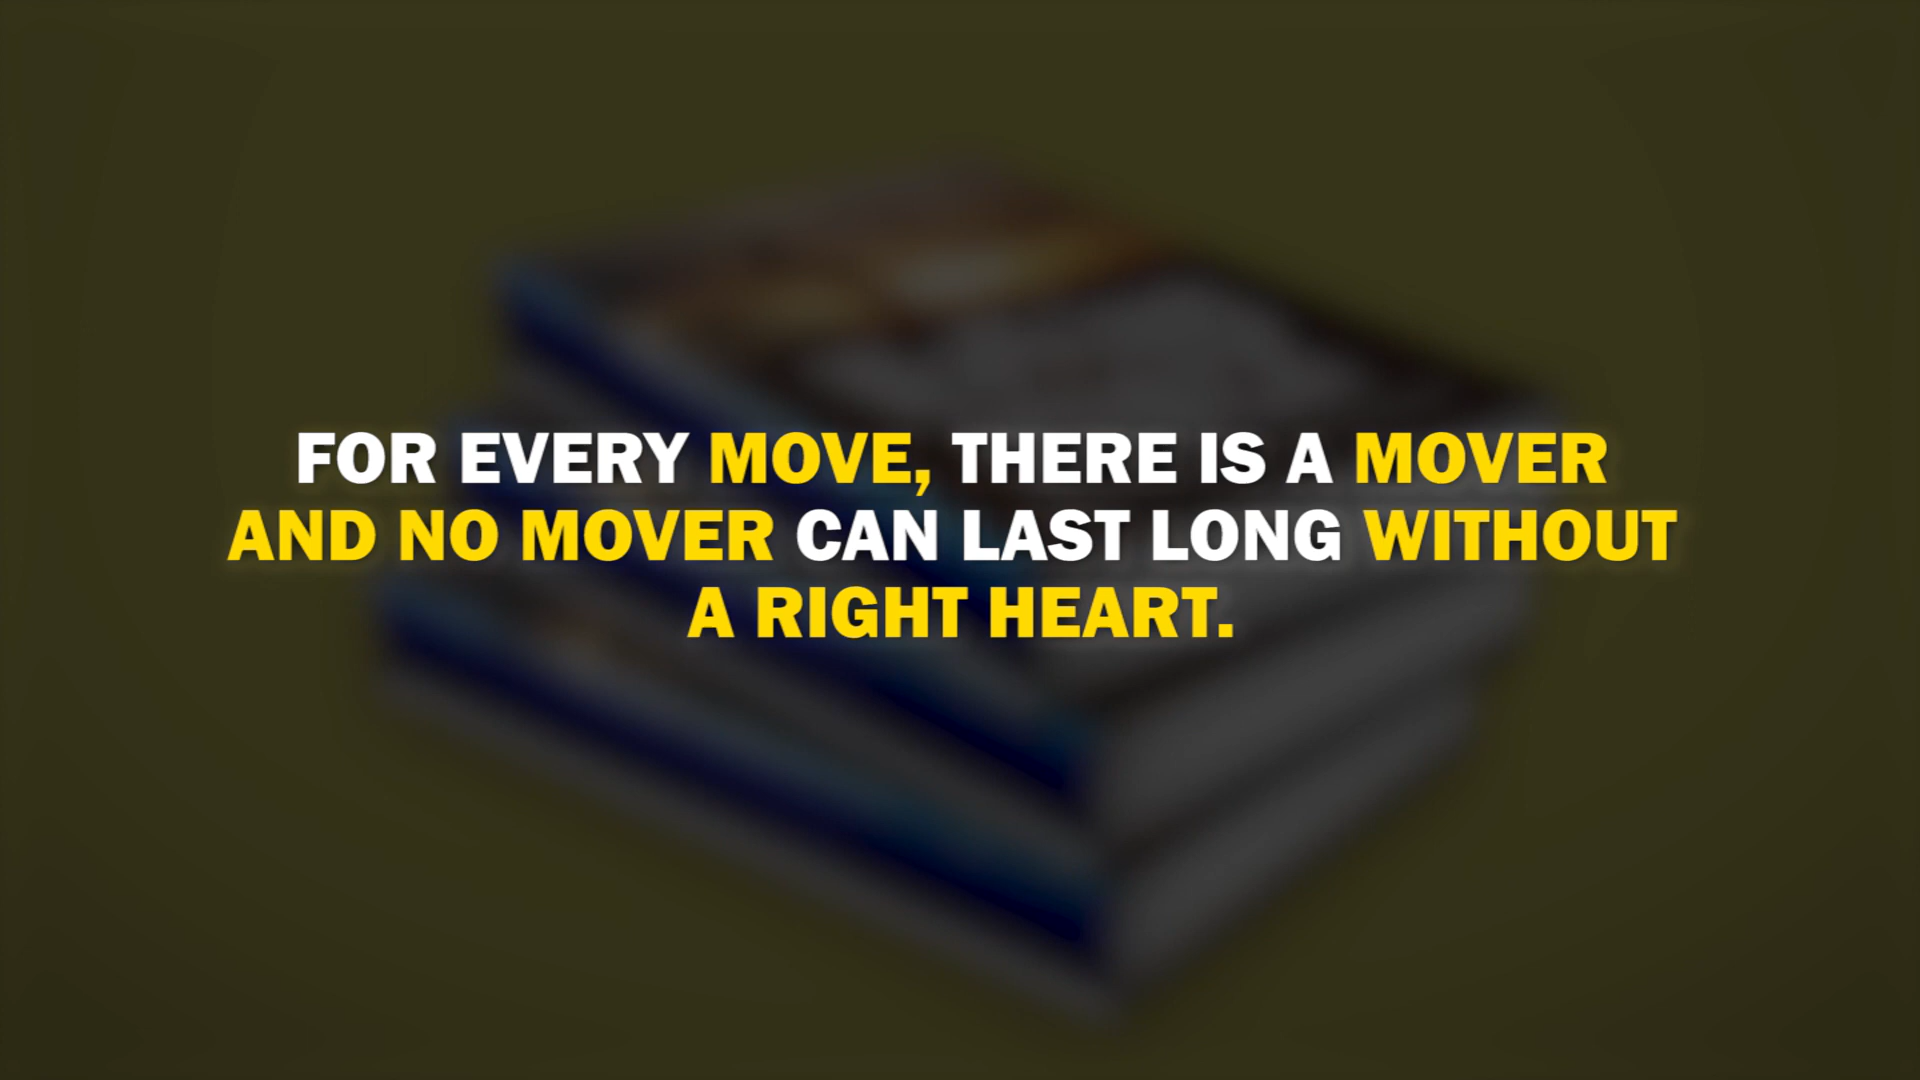 FOR EVERY MOVE, THERE IS A MOVER
AND NO MOVER CAN LAST LONG WITHOUT
A RIGHT HEART.